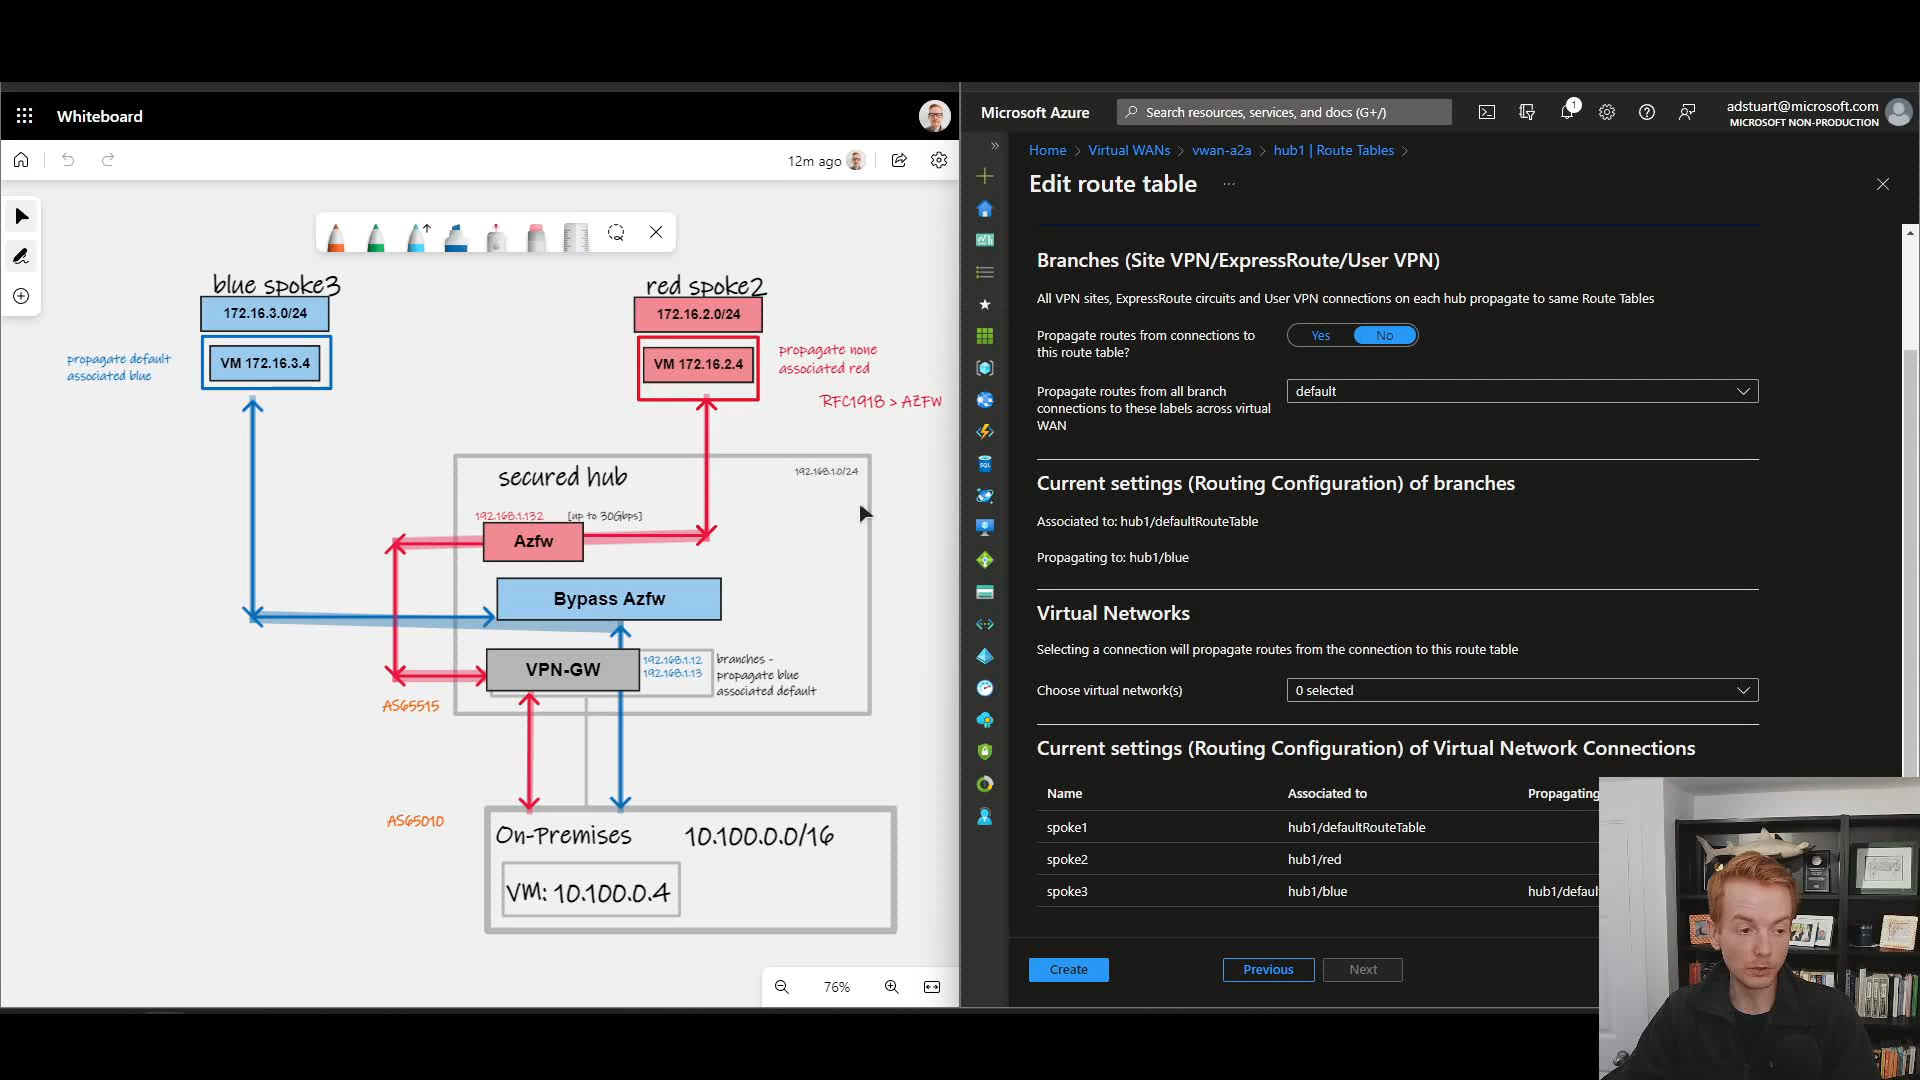 Whiteboard
12m ago
blue spoke3
172.16.3.0/24
VM 172.16.3.4
propagate default
associated blue
red spoke2
172.16.2.0/24
VM 172.16.2.4
propagate none
associated red
RFC1918 > AZFW
secured hub
192.168.1.0/24
192.168.1.132
[up to 30Gbps]
Azfw
Bypass Azfw
VPN-GW
192.168.1.12
192.168.1.13
branches -
propagate blue
associated default
AS65515
AS65010
On-Premises
10.100.0.0/16
VM: 10.100.0.4
76%
Microsoft Azure
Search resources, services, and docs (G+/)
1
adstuart@microsoft.com
MICROSOFT NON-PRODUCTION
Home > Virtual WANs > vwan-a2a > hub1 | Route Tables >
Edit route table ...
Branches (Site VPN/ExpressRoute/User VPN)
All VPN sites, ExpressRoute circuits and User VPN connections on each hub propagate to same Route Tables
Propagate routes from connections to
this route table?
Yes No
Propagate routes from all branch
connections to these labels across virtual
WAN
default
Current settings (Routing Configuration) of branches
Associated to: hub1/defaultRouteTable
Propagating to: hub1/blue
Virtual Networks
Selecting a connection will propagate routes from the connection to this route table
Choose virtual network(s)
0 selected
Current settings (Routing Configuration) of Virtual Network Connections
Name Associated to Propagating
spoke1 hub1/defaultRouteTable
spoke2 hub1/red
spoke3 hub1/blue hub1/defaul
Create Previous Next